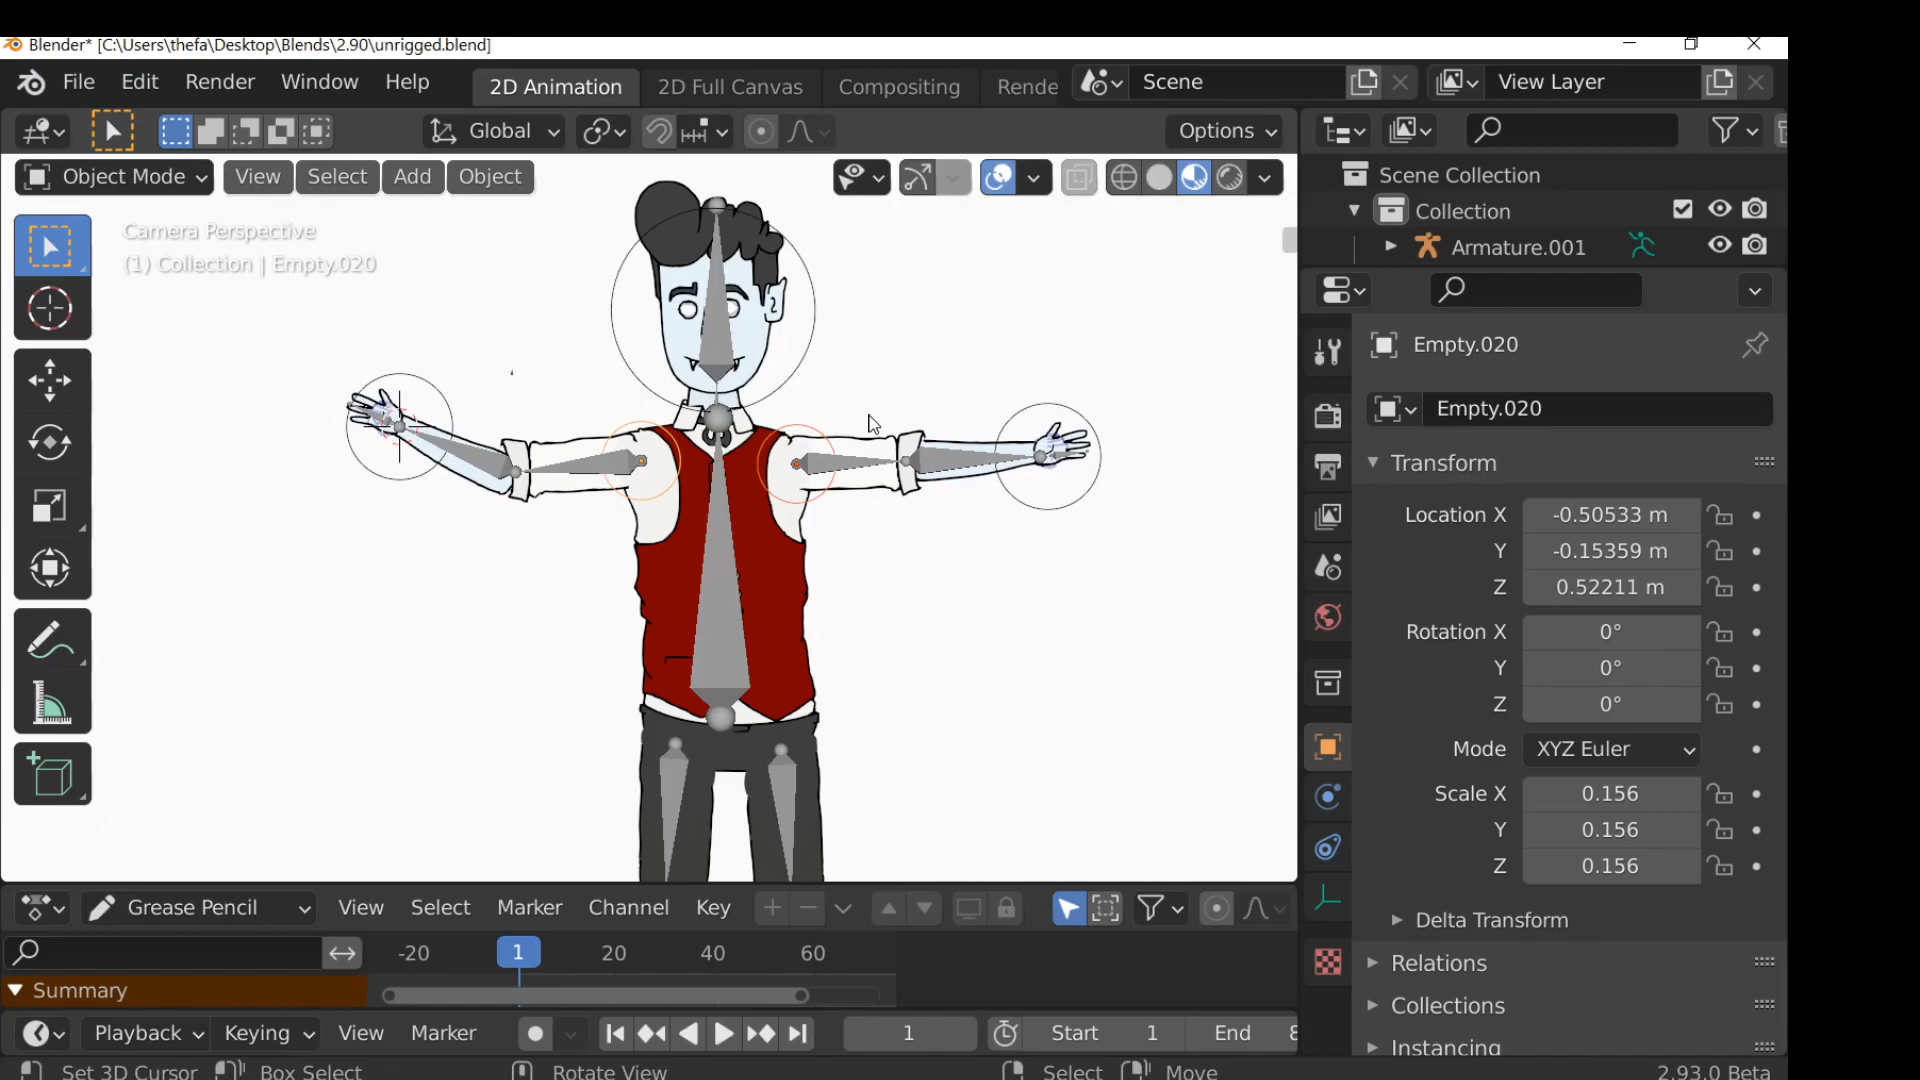 Blender* [C:\Users\thefa\Desktop\Blends\2.90\unrigged.blend]
File Edit Render Window Help 2D Animation 2D Full Canvas Compositing Rende Scene View Layer
Global Options
Object Mode View Select Add Object
Scene Collection
Collection
Armature.001
Camera Perspective
(1) Collection | Empty.020
Empty.020
Empty.020
Transform
Location X -0.50533 m
Y -0.15359 m
Z 0.52211 m
Rotation X 0°
Y 0°
Z 0°
Mode XYZ Euler
Scale X 0.156
Y 0.156
Z 0.156
Delta Transform
Relations
Collections
Instancing
Grease Pencil View Select Marker Channel Key
-20 1 20 40 60
Summary
Playback Keying View Marker 1 Start 1 End 8
Set 3D Cursor Box Select Rotate View Select Move 2.93.0 Beta